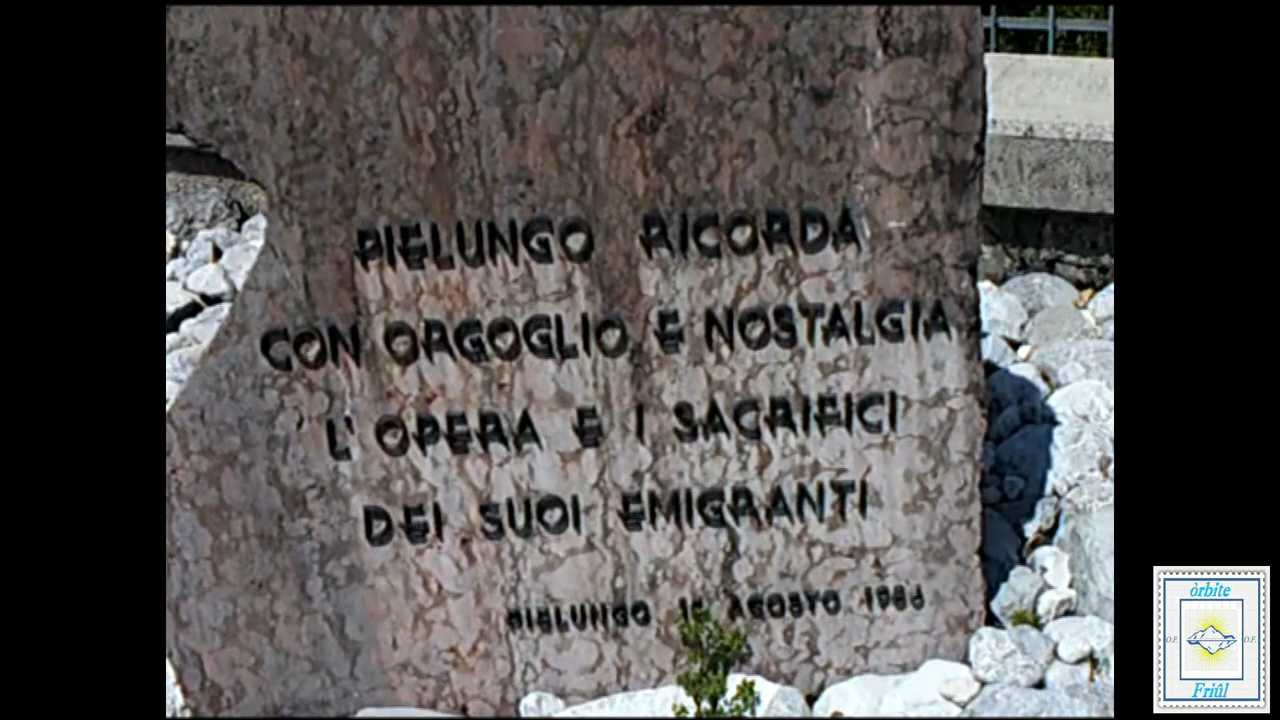 PIELUNGO RICORDA
CON ORGOGLIO E NOSTALGIA
L'OPERA E I SACRIFICI
DEI SUOI EMIGRANTI
PIELUNGO AGOSTO
òrbite
O.F. O.F.
Friûl